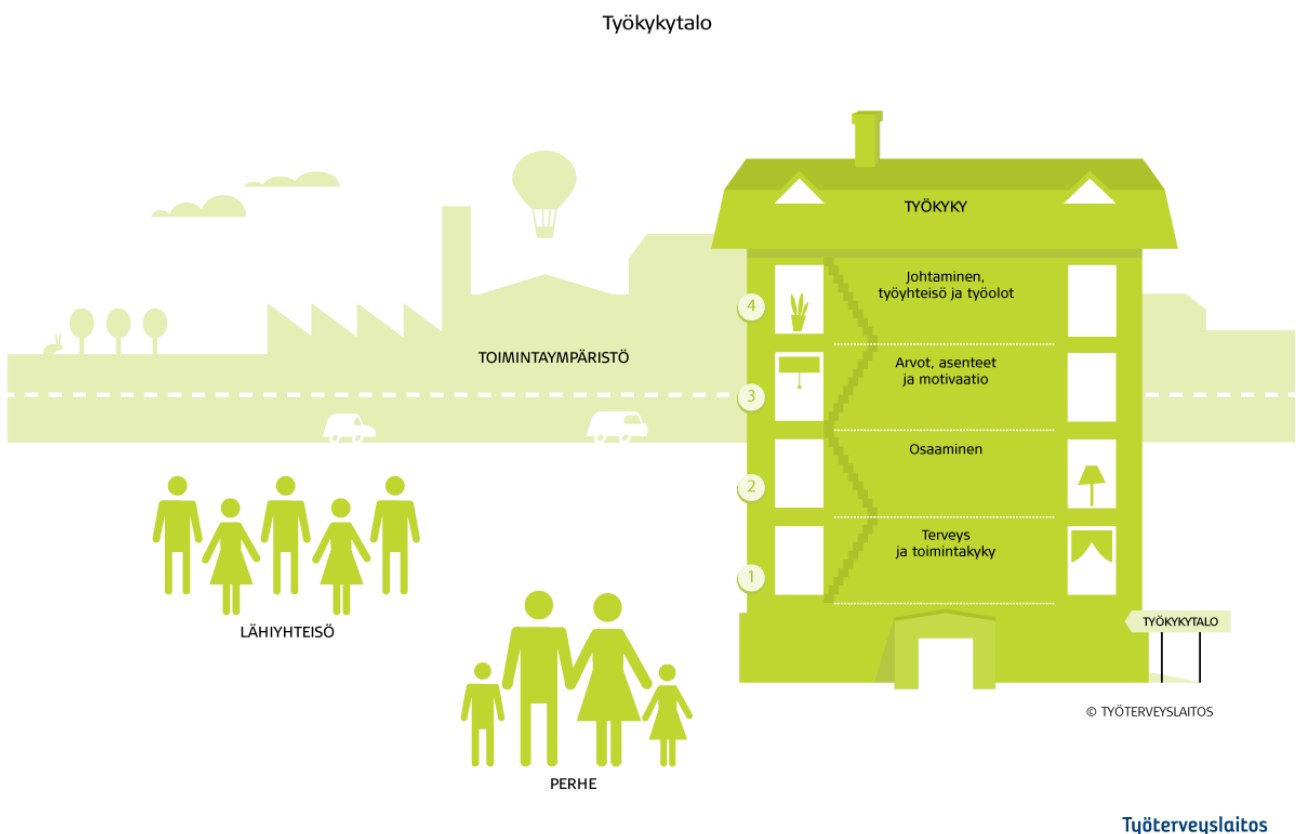 Työkykytalo
TYÖKYKY
4
Johtaminen,
työyhteisö ja työolot
TOIMINTAYMPÄRISTÖ
3
Arvot, asenteet
ja motivaatio
2
Osaaminen
1
Terveys
ja toimintakyky
LÄHIYHTEISÖ
TYÖKYKYTALO
PERHE
© TYÖTERVEYSLAITOS
Työterveyslaitos